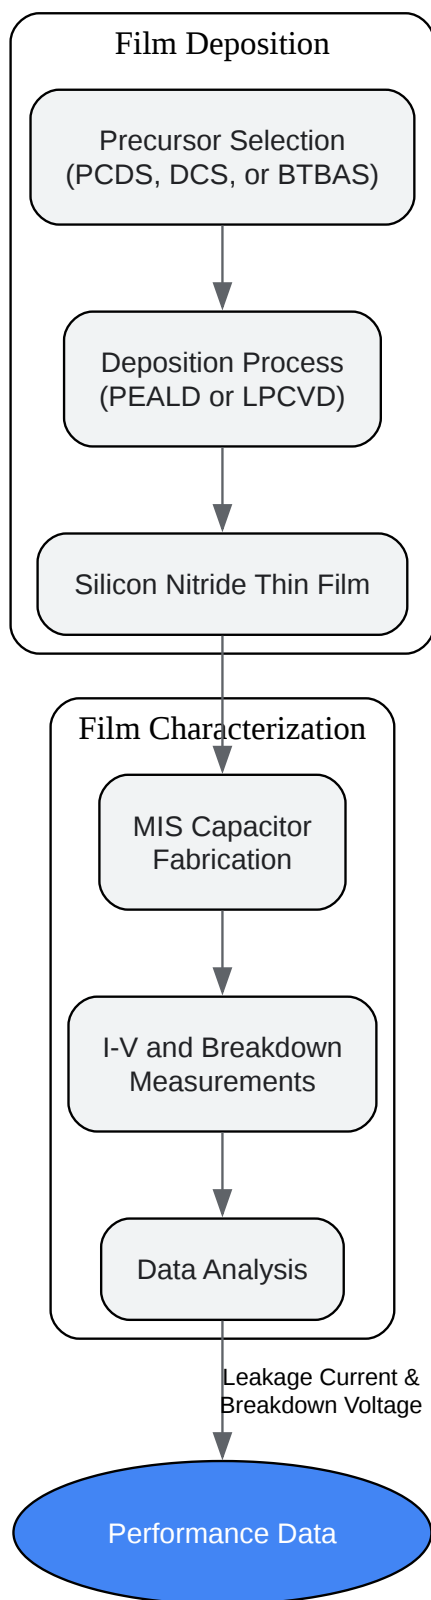 Film Deposition
Precursor Selection
(PCDS, DCS, or BTBAS)
Deposition Process
(PEALD or LPCVD)
Silicon Nitride Thin Film
Film Characterization
MIS Capacitor
Fabrication
I-V and Breakdown
Measurements
Data Analysis
Leakage Current &
Breakdown Voltage
Performance Data